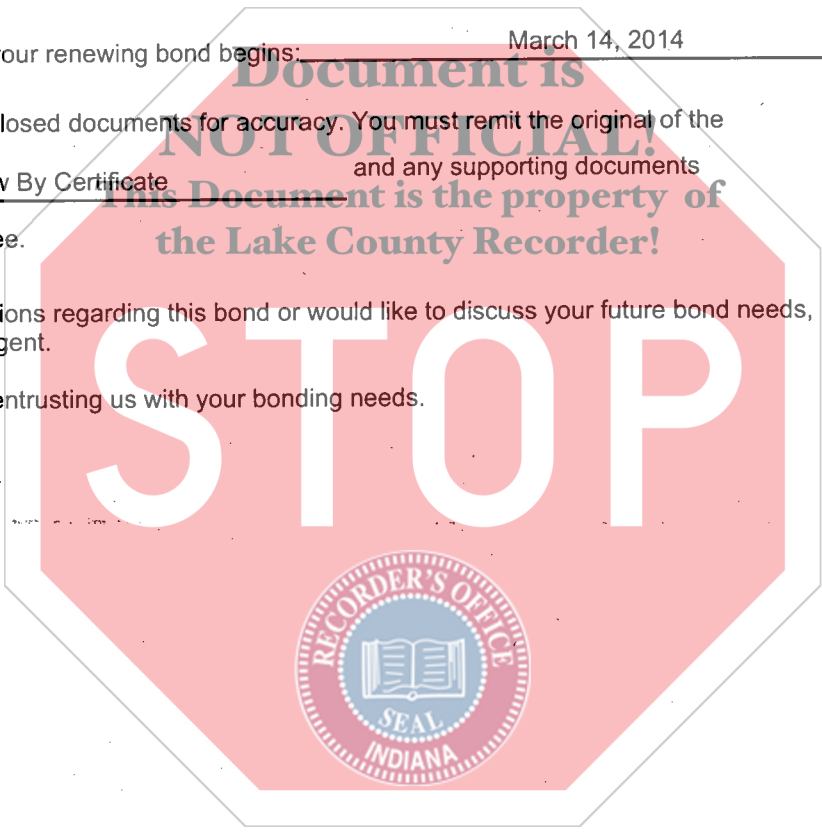 our renewing bond begins: March 14, 2014
Document is
losed documents for accuracy. You must remit the original of the
NOT OFFICIAL!
By Certificate and any supporting documents
This Document is the property of
the Lake County Recorder!
ions regarding this bond or would like to discuss your future bond needs,
gent.
entrusting us with your bonding needs.
STOP
RECORDER'S OFFICE
SEAL
INDIANA